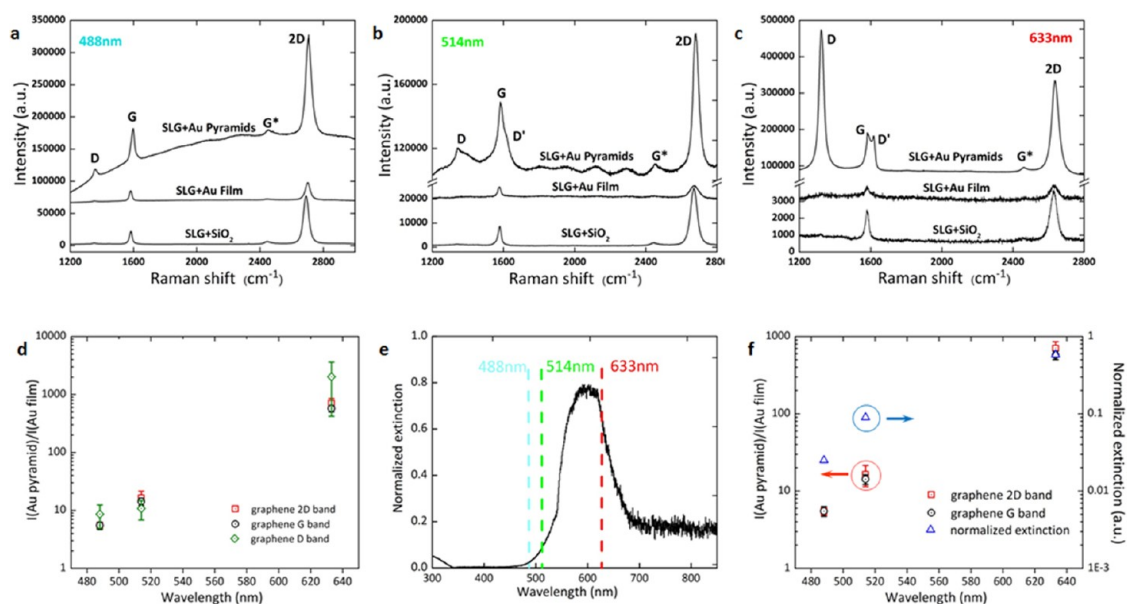 a
488nm
350000
300000
250000
200000
150000
100000
50000
0
Intensity (a.u.)
D
G
SLG+Au Pyramids
G*
2D
SLG+Au Film
SLG+SiO2
1200 1600 2000 2400 2800
Raman shift (cm-1)
b
514nm
200000
160000
120000
20000
10000
0
Intensity (a.u.)
D
G
D'
SLG+Au Pyramids
G*
2D
SLG+Au Film
SLG+SiO2
1200 1600 2000 2400 280
Raman shift (cm-1)
c
633nm
500000
400000
300000
200000
100000
3000
2000
1000
0
Intensity (a.u.)
D
G
D'
SLG+Au Pyramids
G*
2D
SLG+Au Film
SLG+SiO2
1200 1600 2000 2400 2800
Raman shift (cm-1)
d
10000
1000
100
10
1
I(Au pyramid)/I(Au film)
graphene 2D band
graphene G band
graphene D band
480 500 520 540 560 580 600 620 640
Wavelength (nm)
e
1.0
0.8
0.6
0.4
0.2
0.0
Normalized extinction
488nm 514nm 633nm
300 400 500 600 700 800
Wavelength (nm)
f
1000
100
10
1
I(Au pyramid)/I(Au film)
1
0.1
0.01
1E-3
Normalized extinction (a.u.)
graphene 2D band
graphene G band
normalized extinction
480 500 520 540 560 580 600 620 640
Wavelength (nm)